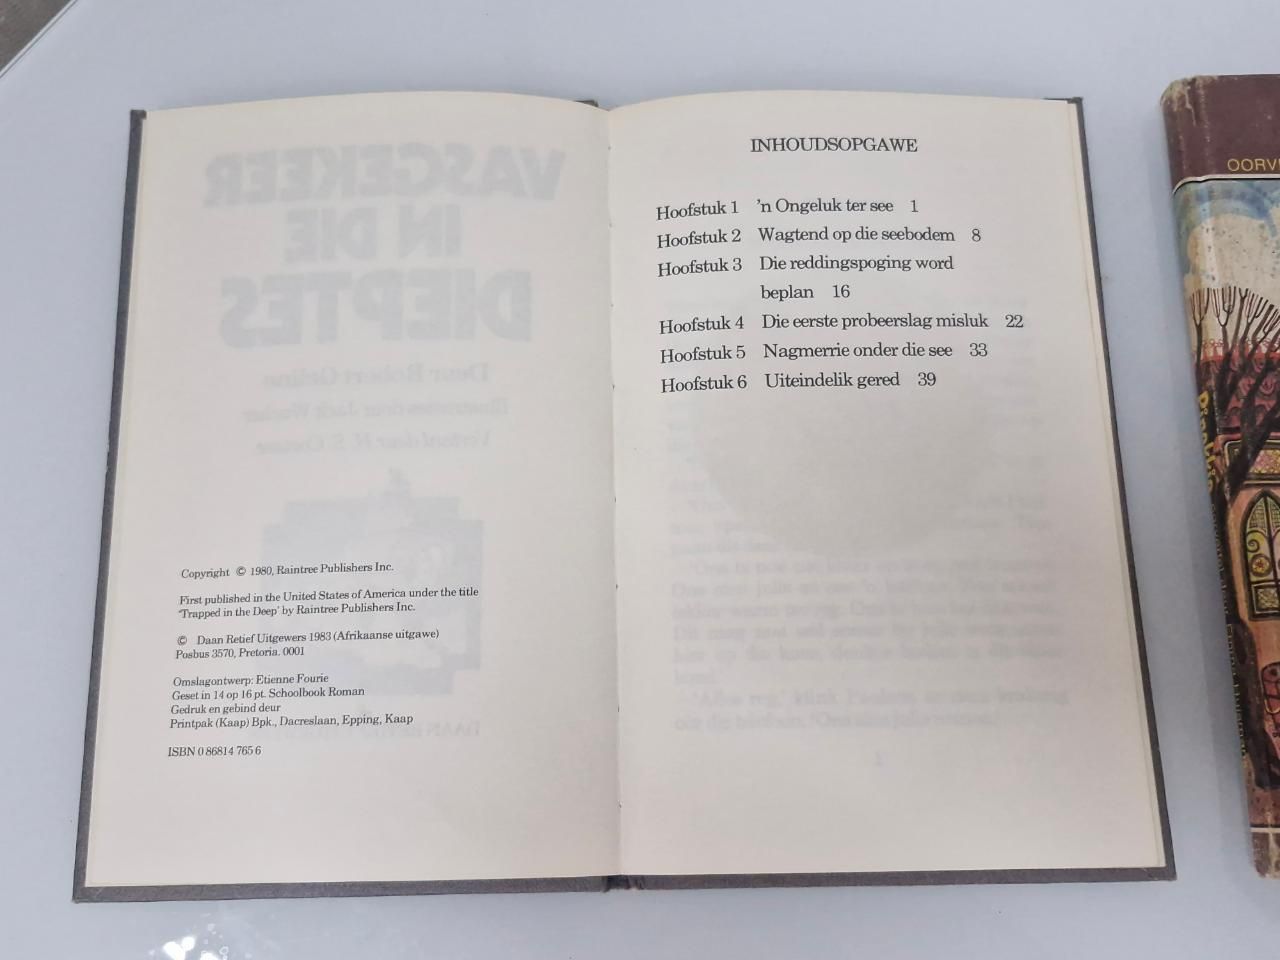 Copyright © 1980, Raintree Publishers Inc.
First published in the United States of America under the title
'Trapped in the Deep' by Raintree Publishers Inc.
© Daan Retief Uitgewers 1983 (Afrikaanse uitgawe)
Posbus 3570, Pretoria. 0001
Omslagontwerp: Etienne Fourie
Geset in 14 op 16 pt. Schoolbook Roman
Gedruk en gebind deur
Printpak (Kaap) Bpk., Dacreslaan, Epping, Kaap
ISBN 0 86814 765 6
VASGEKEER
IN DIE
DIEPTES
INHOUDSOPGAWE
Hoofstuk 1 'n Ongeluk ter see 1
Hoofstuk 2 Wagtend op die seebodem 8
Hoofstuk 3 Die reddingspoging word
beplan 16
Hoofstuk 4 Die eerste probeerslag misluk 22
Hoofstuk 5 Nagmerrie onder die see 33
Hoofstuk 6 Uiteindelik gered 39